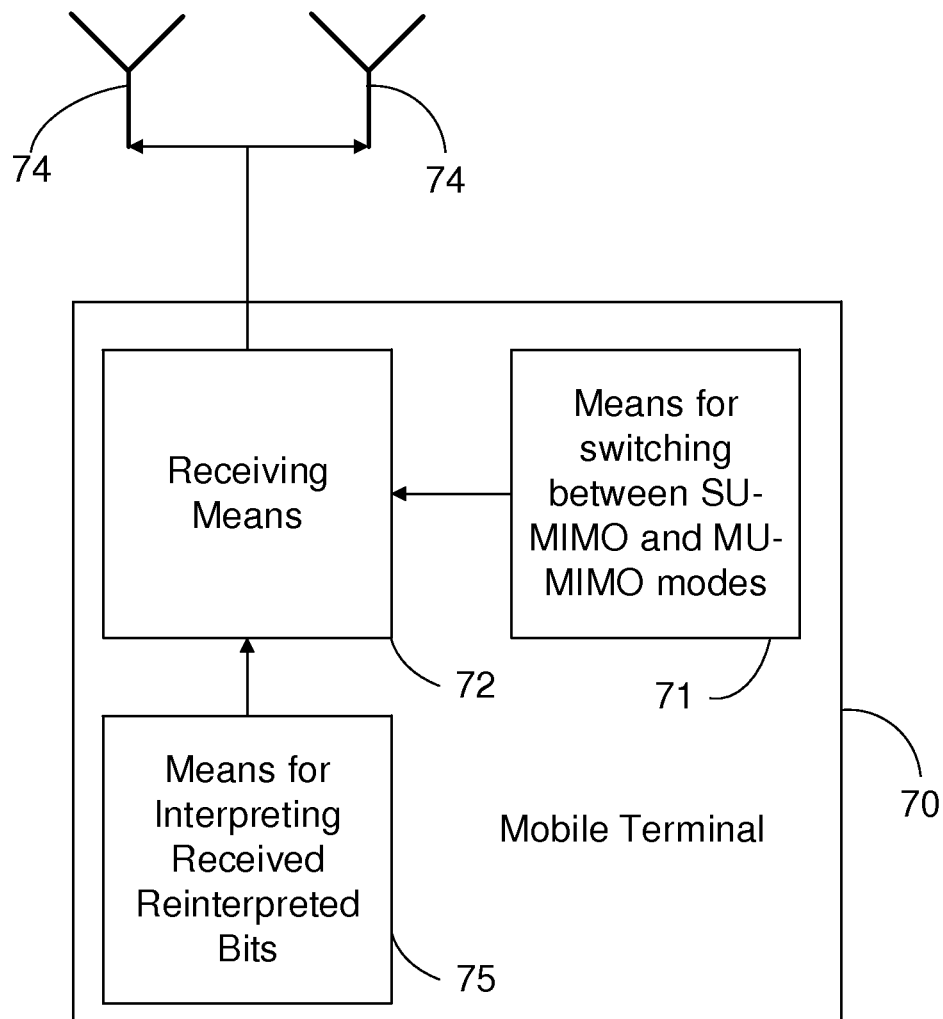 74
74
Receiving
Means
Means for
switching
between SU-
MIMO and MU-
MIMO modes
72
71
Means for
Interpreting
Received
Reinterpreted
Bits
75
Mobile Terminal
70